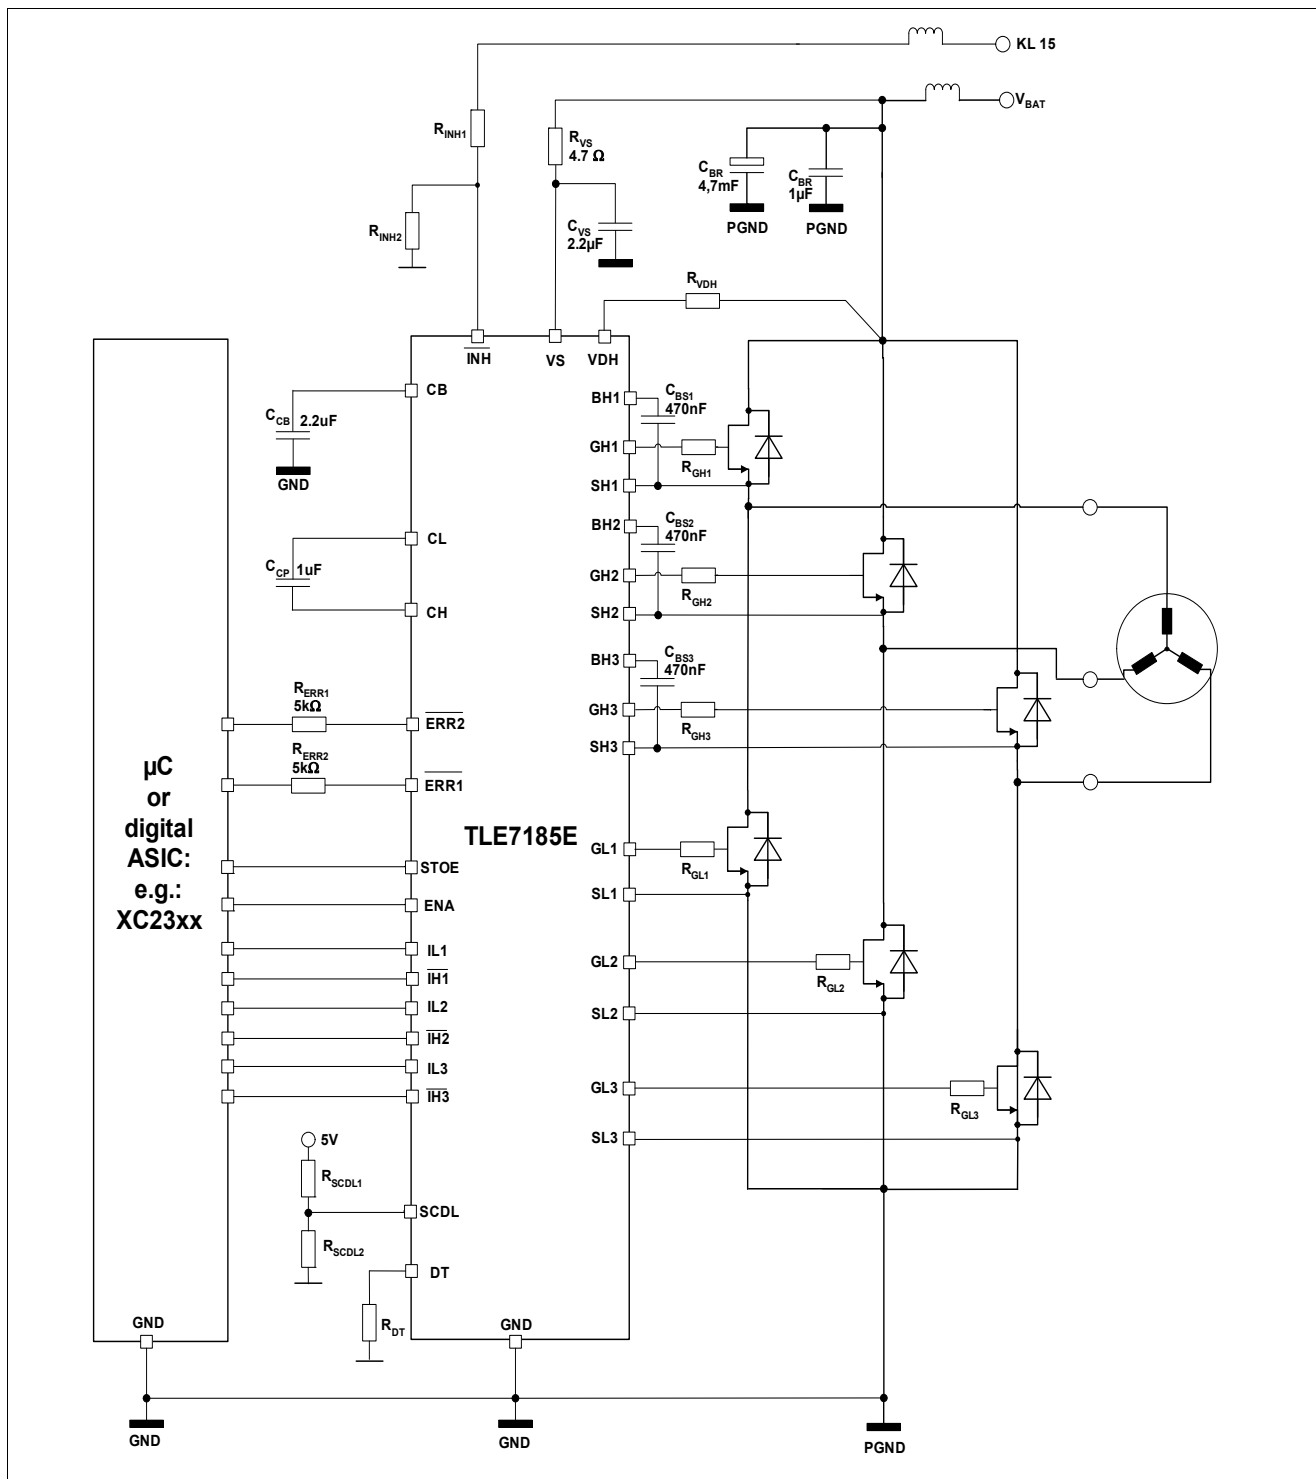 KL 15
V_BAT
R_INH1
R_VS
4.7 Ω
C_BR
4,7mF
C_BR
1µF
R_INH2
C_VS
2.2µF
PGND
PGND
R_VDH
INH
VS
VDH
CB
BH1
C_BS1
470nF
C_CB
2.2uF
GH1
R_GH1
GND
SH1
BH2
C_BS2
470nF
CL
C_CP
1uF
GH2
R_GH2
CH
SH2
BH3
C_BS3
470nF
R_ERR1
5kΩ
GH3
R_GH3
ERR2
SH3
R_ERR2
5kΩ
ERR1
µC
or
digital
ASIC:
e.g.:
XC23xx
TLE7185E
GL1
R_GL1
STOE
SL1
ENA
IL1
GL2
R_GL2
IH1
IL2
SL2
IH2
IL3
GL3
R_GL3
IH3
5V
SL3
R_SCDL1
SCDL
R_SCDL2
DT
R_DT
GND
GND
GND
GND
PGND